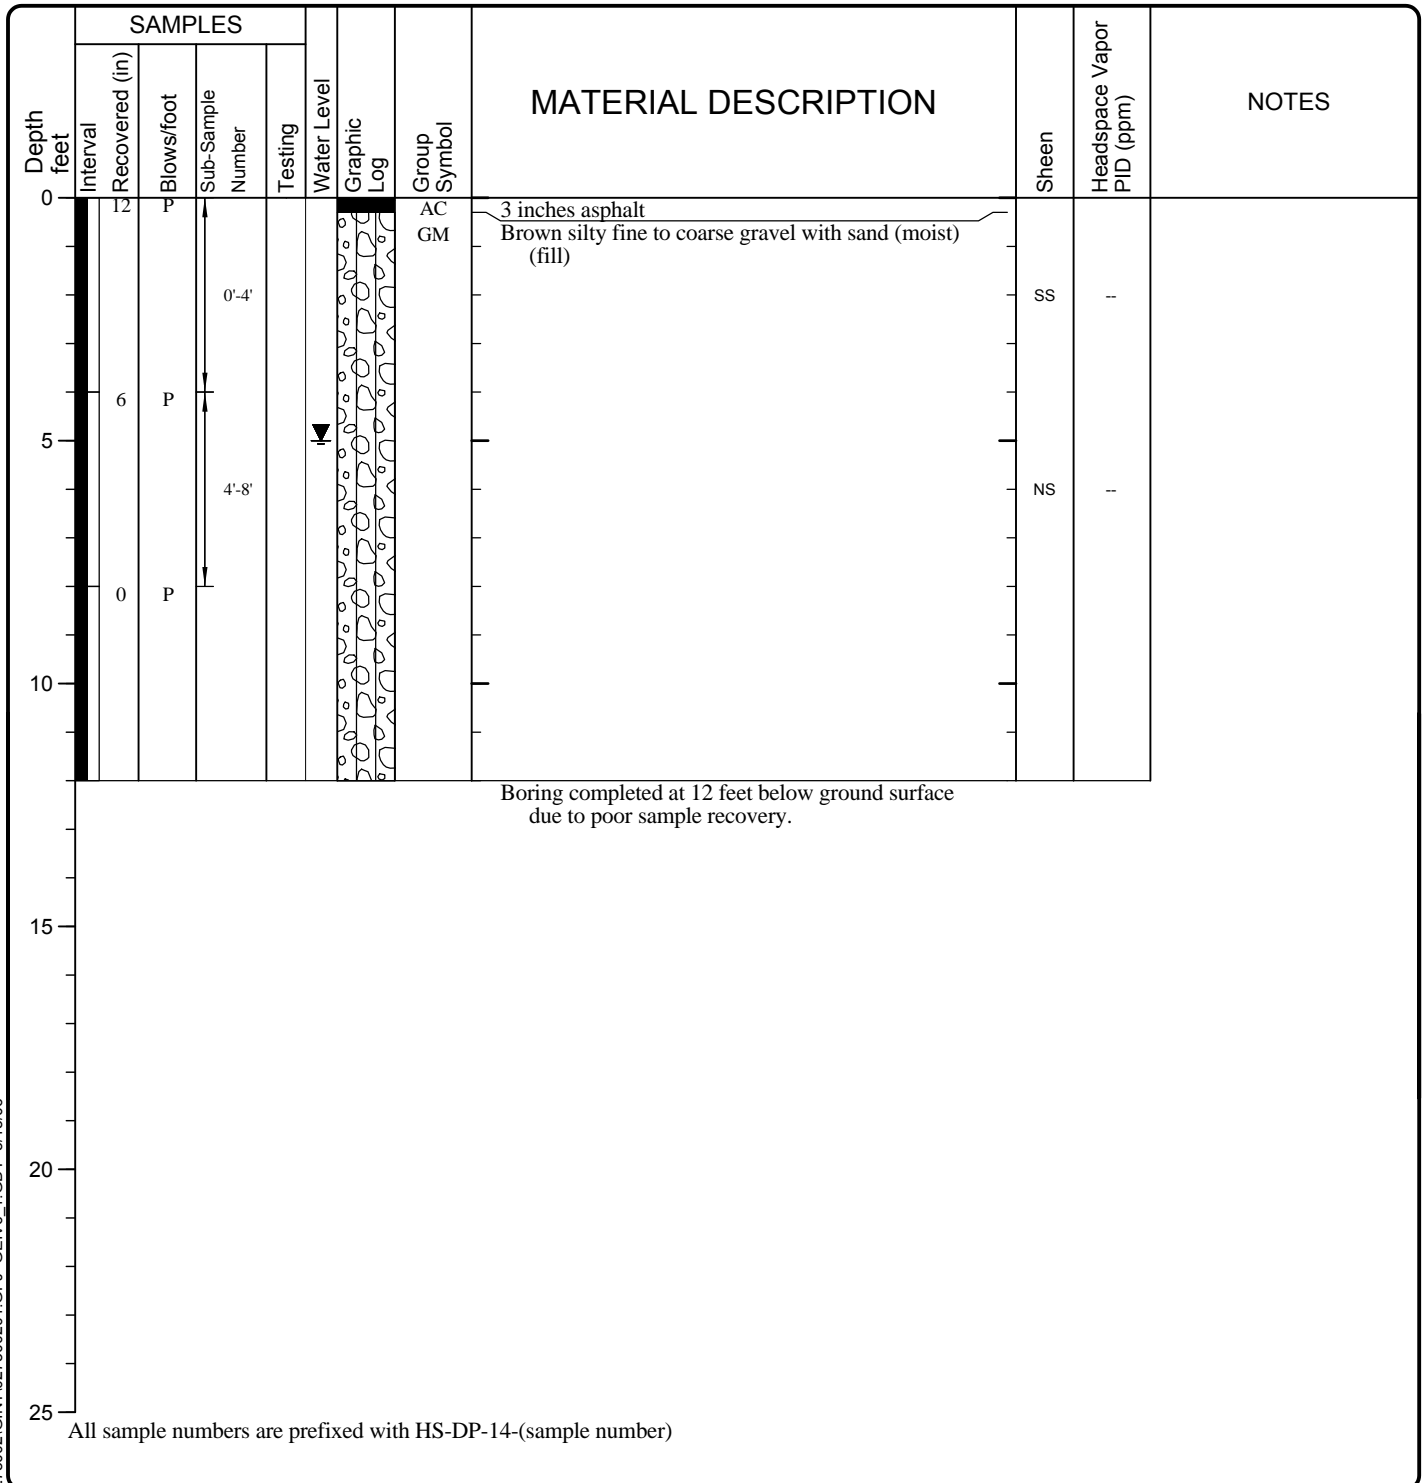 SAMPLES
Depth
feet
Interval
Recovered (in)
Blows/foot
Sub-Sample
Number
Testing
Water Level
Graphic
Log
Group
Symbol
MATERIAL DESCRIPTION
Sheen
Headspace Vapor
PID (ppm)
NOTES
0
12 P AC 3 inches asphalt
GM Brown silty fine to coarse gravel with sand (moist)
(fill)
0'-4' SS --
6 P
5
4'-8' NS --
0 P
10
Boring completed at 12 feet below ground surface
due to poor sample recovery.
15
20
25
All sample numbers are prefixed with HS-DP-14-(sample number)